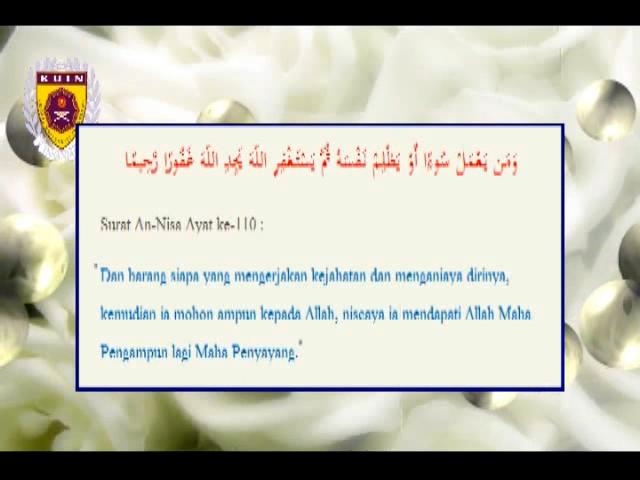 KUIN
وَمَن يَعْمَلْ سُوءًا أَوْ يَظْلِمْ نَفْسَهُ ثُمَّ يَسْتَغْفِرِ اللَّهَ يَجِدِ اللَّهَ غَفُورًا رَّحِيمًا
Surat An-Nisa Ayat ke-110 :
"Dan barang siapa yang mengerjakan kejahatan dan menganiaya dirinya,
kemudian ia mohon ampun kepada Allah, niscaya ia mendapati Allah Maha
Pengampun lagi Maha Penyayang."